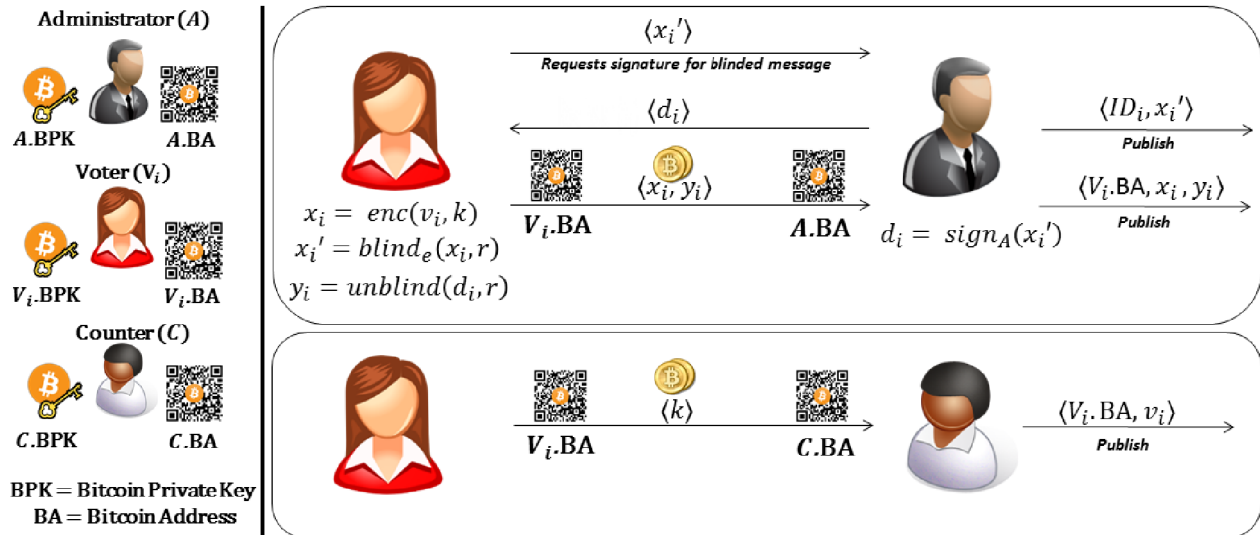 Administrator (A)
A.BPK
A.BA
Voter (Vᵢ)
Vᵢ.BPK
Vᵢ.BA
Counter (C)
C.BPK
C.BA
BPK = Bitcoin Private Key
BA = Bitcoin Address
⟨xᵢ'⟩
Requests signature for blinded message
⟨dᵢ⟩
⟨xᵢ, yᵢ⟩
Vᵢ.BA
A.BA
xᵢ = enc(vᵢ, k)
xᵢ' = blindₑ(xᵢ, r)
yᵢ = unblind(dᵢ, r)
dᵢ = sign_A(xᵢ')
⟨IDᵢ, xᵢ'⟩
Publish
⟨Vᵢ.BA, xᵢ, yᵢ⟩
Publish
⟨k⟩
Vᵢ.BA
C.BA
⟨Vᵢ.BA, vᵢ⟩
Publish